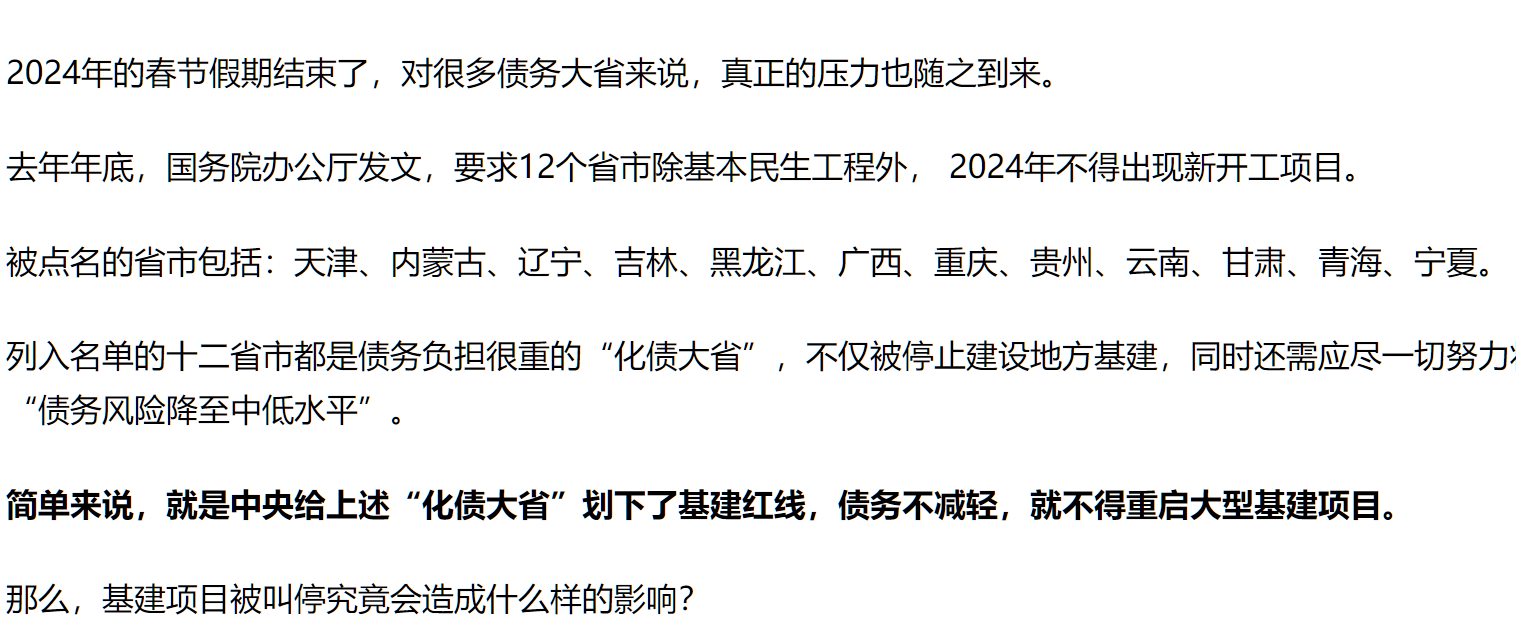 2024年的春节假期结束了，对很多债务大省来说，真正的压力也随之到来。
去年年底，国务院办公厅发文，要求12个省市除基本民生工程外， 2024年不得出现新开工项目。
被点名的省市包括：天津、内蒙古、辽宁、吉林、黑龙江、广西、重庆、贵州、云南、甘肃、青海、宁夏。
列入名单的十二省市都是债务负担很重的“化债大省”，不仅被停止建设地方基建，同时还需应尽一切努力
“债务风险降至中低水平”。
简单来说，就是中央给上述“化债大省”划下了基建红线，债务不减轻，就不得重启大型基建项目。
那么，基建项目被叫停究竟会造成什么样的影响？